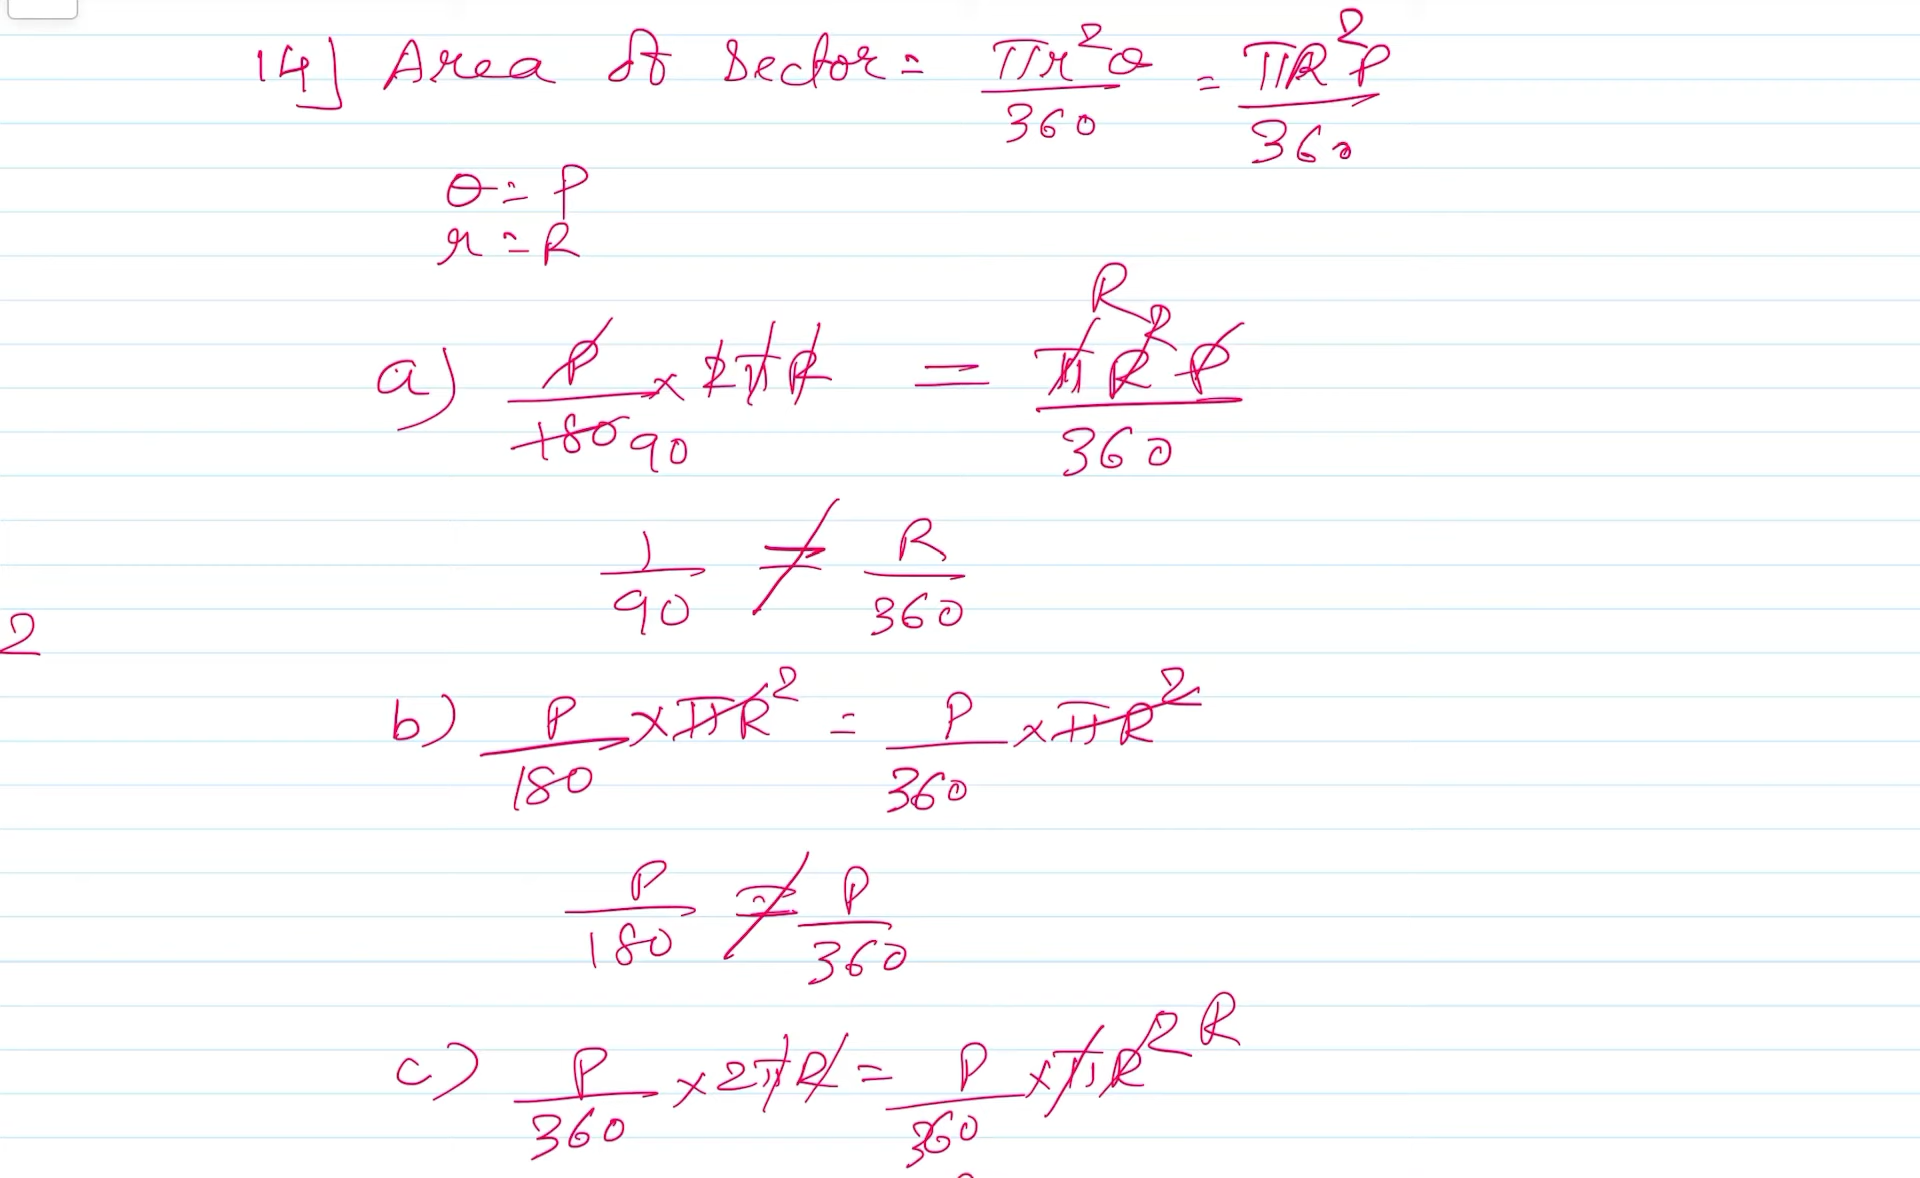 14] Area of Sector = πr²θ/360 = πR²P/360
θ = P
r = R
a) P/180 90 × 2πR = πR²P/360 R
1/90 ≠ R/360
2
b) P/180 × πR² = P/360 × πR²
P/180 ≠ P/360
c) P/360 × 2πR = P/360 × πR² R